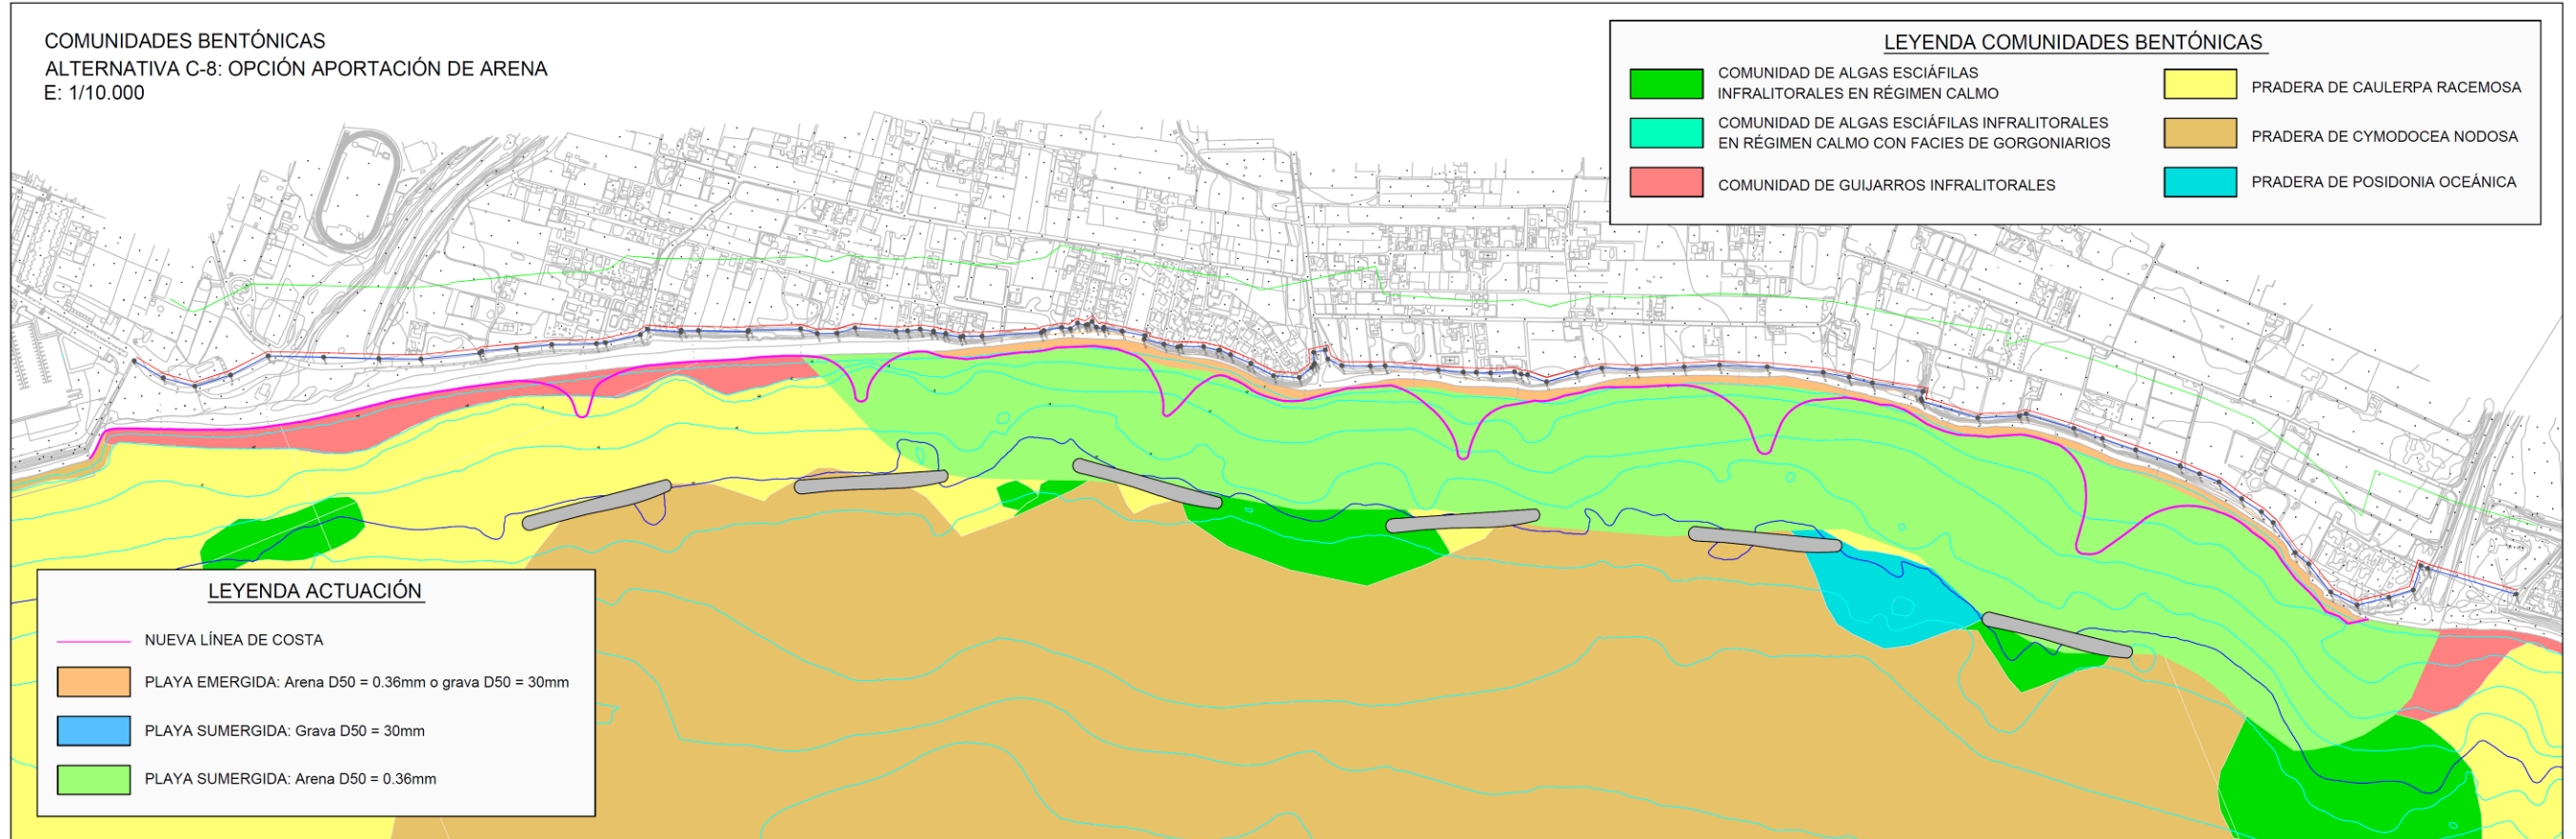 COMUNIDADES BENTÓNICAS
ALTERNATIVA C-8: OPCIÓN APORTACIÓN DE ARENA
E: 1/10.000
LEYENDA COMUNIDADES BENTÓNICAS
COMUNIDAD DE ALGAS ESCIÁFILAS
INFRALITORALES EN RÉGIMEN CALMO
COMUNIDAD DE ALGAS ESCIÁFILAS INFRALITORALES
EN RÉGIMEN CALMO CON FACIES DE GORGONIARIOS
COMUNIDAD DE GUIJARROS INFRALITORALES
PRADERA DE CAULERPA RACEMOSA
PRADERA DE CYMODOCEA NODOSA
PRADERA DE POSIDONIA OCEÁNICA
LEYENDA ACTUACIÓN
NUEVA LÍNEA DE COSTA
PLAYA EMERGIDA: Arena D50 = 0.36mm o grava D50 = 30mm
PLAYA SUMERGIDA: Grava D50 = 30mm
PLAYA SUMERGIDA: Arena D50 = 0.36mm